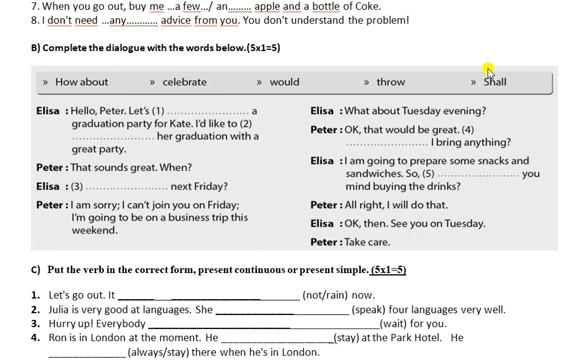 7. When you go out, buy me ...a few.../ an......... apple and a bottle of Coke.
8. I don't need ...any............ advice from you. You don't understand the problem!
B) Complete the dialogue with the words below.(5x1=5)
» How about » celebrate » would » throw » Shall
Elisa : Hello, Peter. Let's (1) ........................ a
graduation party for Kate. I'd like to (2)
........................ her graduation with a
great party.
Peter : That sounds great. When?
Elisa : (3) ........................ next Friday?
Peter : I am sorry; I can't join you on Friday;
I'm going to be on a business trip this
weekend.
Elisa : What about Tuesday evening?
Peter : OK, that would be great. (4)
........................ I bring anything?
Elisa : I am going to prepare some snacks and
sandwiches. So, (5) ........................ you
mind buying the drinks?
Peter : All right, I will do that.
Elisa : OK, then. See you on Tuesday.
Peter : Take care.
C) Put the verb in the correct form, present continuous or present simple. (5x1=5)
1. Let's go out. It _______ ________________ _______ (not/rain) now.
2. Julia is very good at languages. She ________________________ (speak) four languages very well.
3. Hurry up! Everybody ________________________________________(wait) for you.
4. Ron is in London at the moment. He ____________________(stay) at the Park Hotel. He
______________(always/stay) there when he's in London.